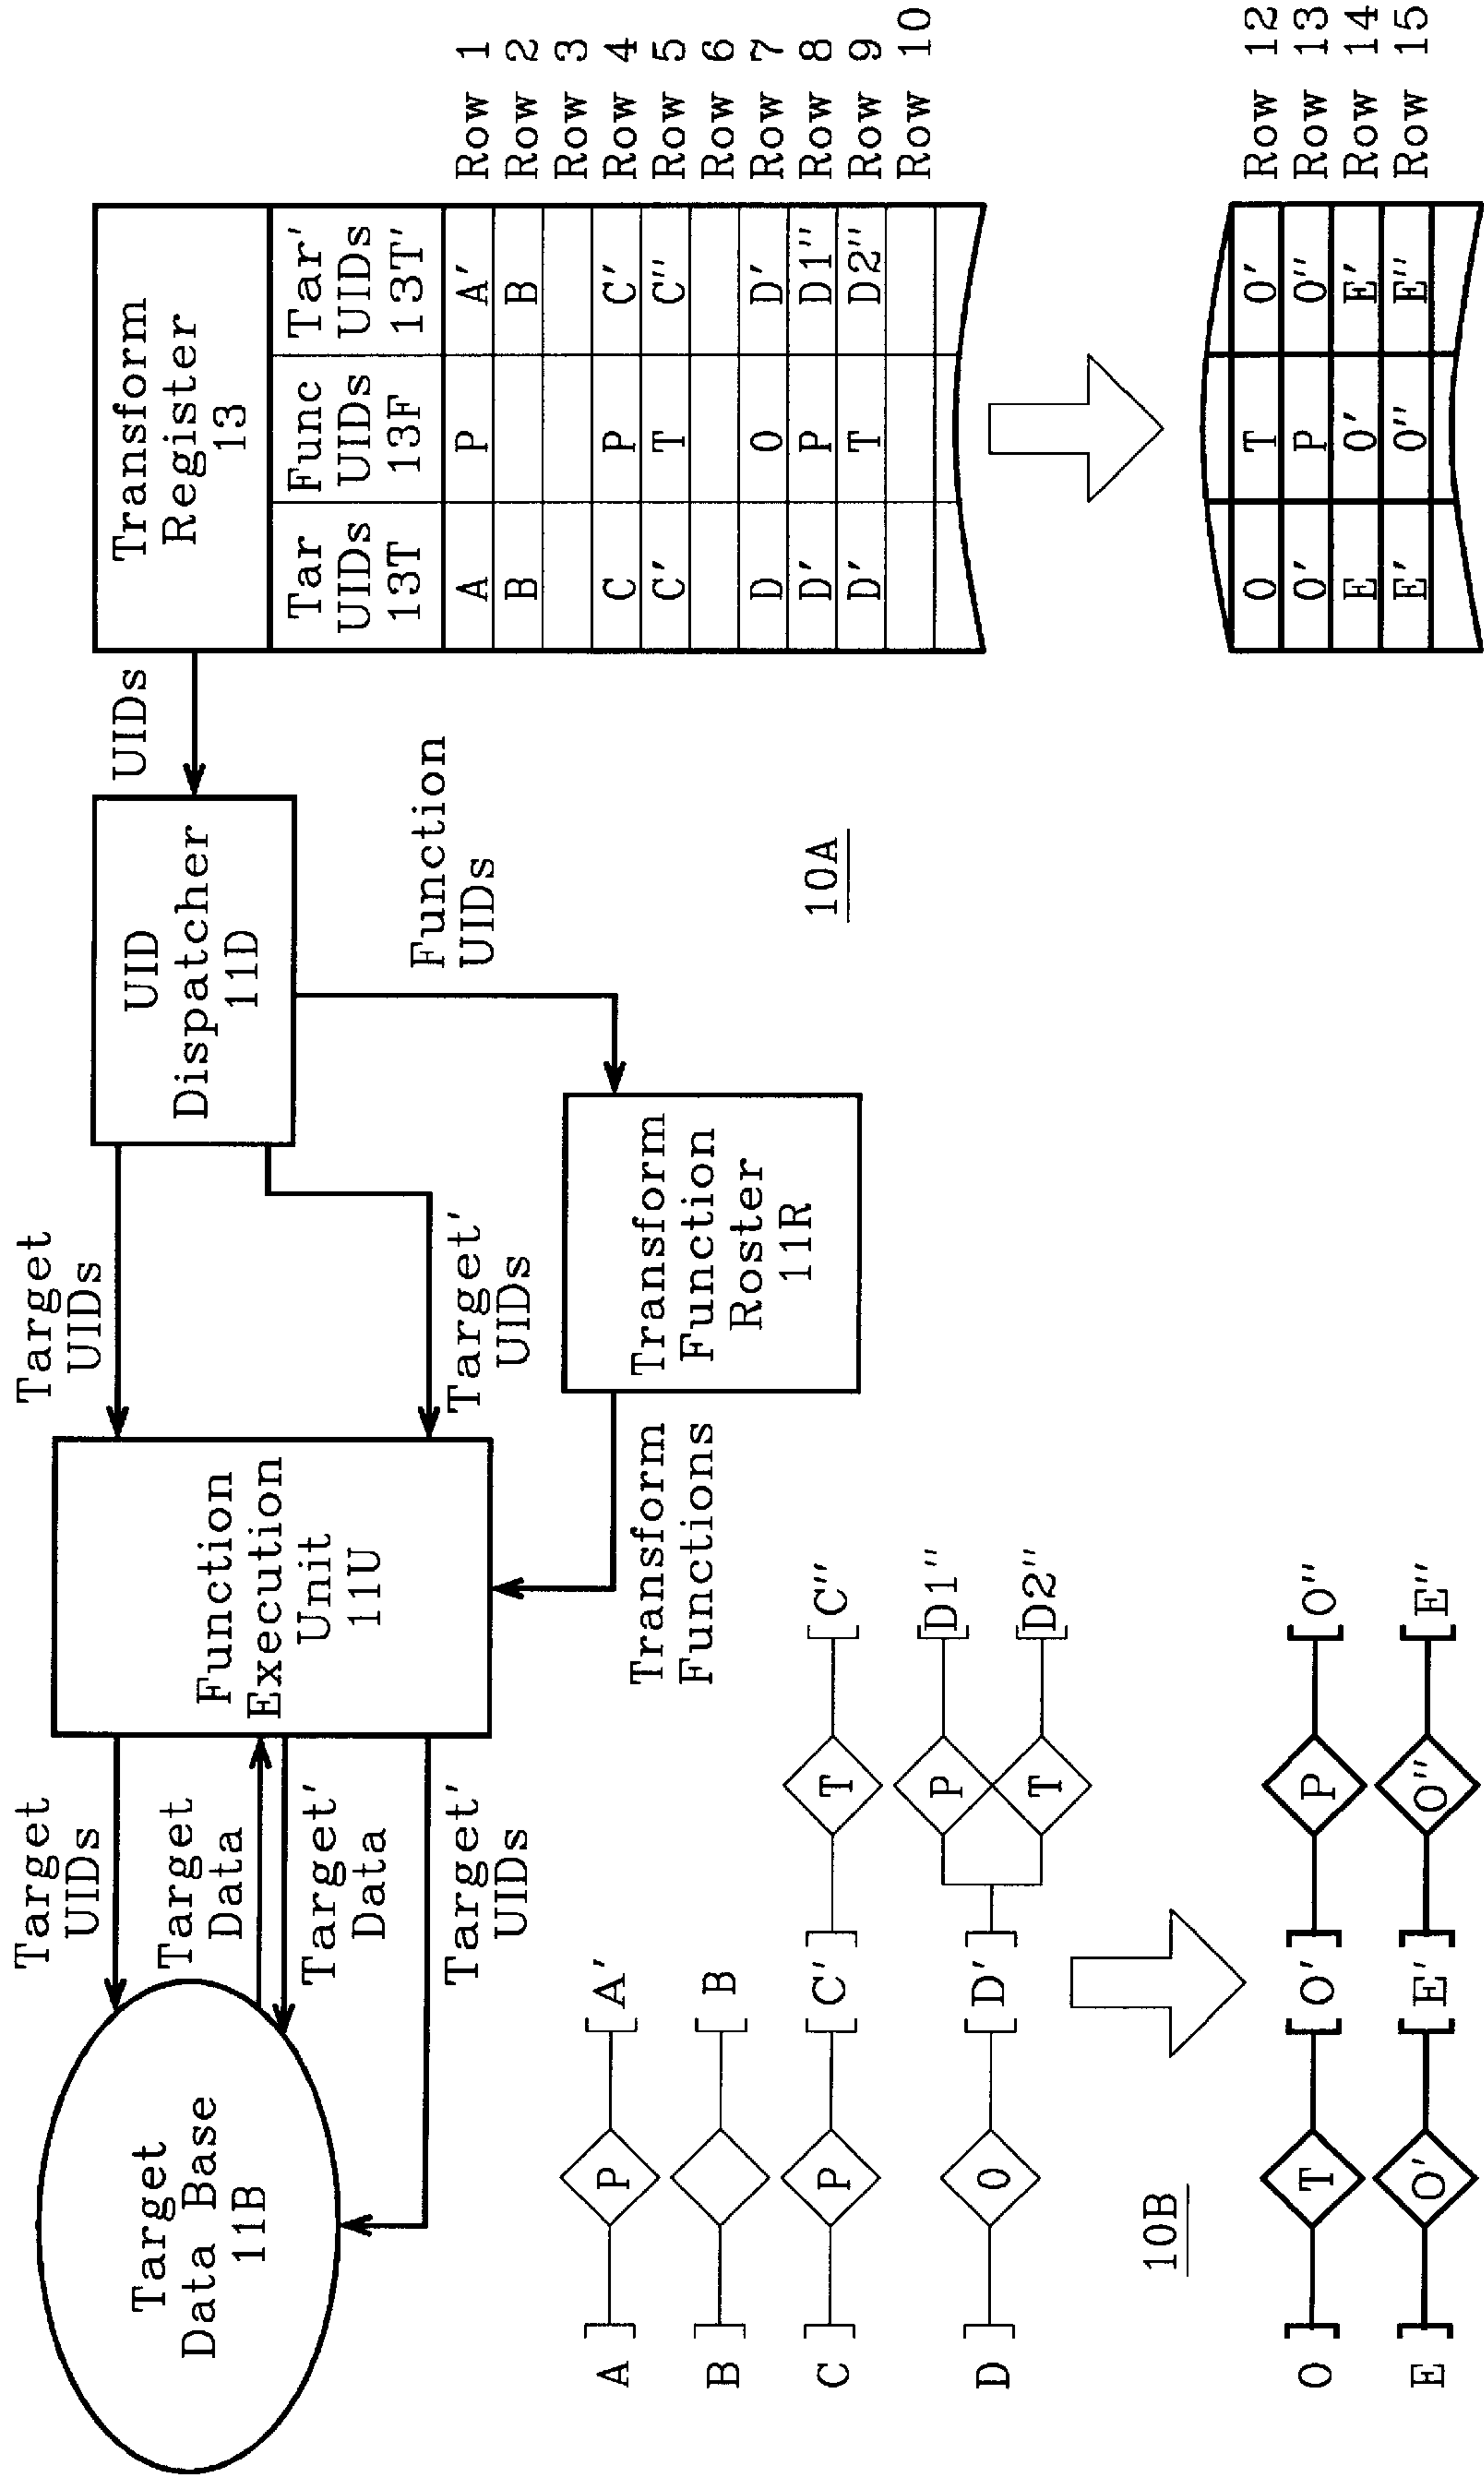 Target
Data Base
11B
Target
UIDs
Target
Data
Target'
Data
Target'
UIDs
Function
Execution
Unit
11U
Target
UIDs
Target'
UIDs
Transform
Functions
UID
Dispatcher
11D
Transform
Function
Roster
11R
Function
UIDs
UIDs
10A
Transform
Register
13
Tar UIDs 13T
Func UIDs 13F
Tar' UIDs 13T'
A P A' Row 1
B B Row 2
Row 3
C P C' Row 4
C' T C'' Row 5
Row 6
D O D' Row 7
D' P D1'' Row 8
D' T D2'' Row 9
Row 10
O T O' Row 12
O' P O'' Row 13
E O' E' Row 14
E' O'' E'' Row 15
A ] P [ A'
B ] [ B
C ] P [ C' ] T [ C''
D ] O [ D' ] P [ D1''
T [ D2''
10B
O ] T [ O' ] P [ O''
E ] O' [ E' ] O'' [ E''